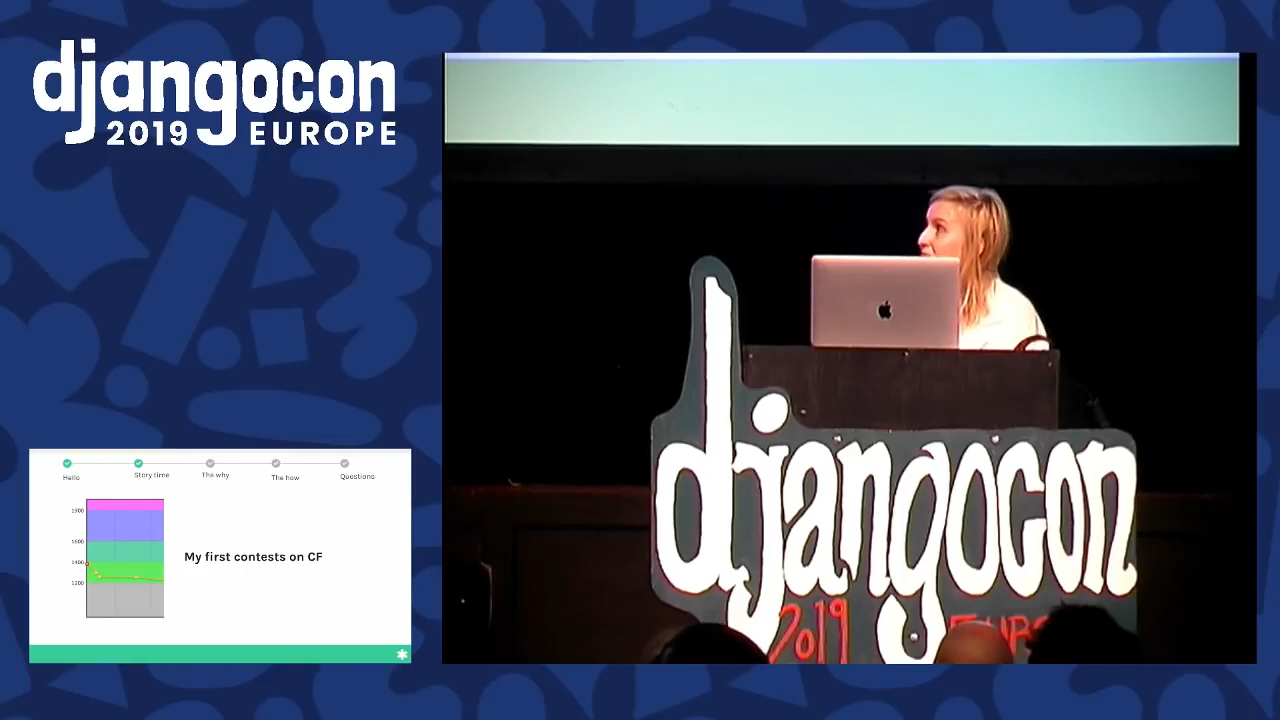 djangocon
2019 EUROPE
Hello
Story time
The why
The how
Questions
1900
1600
1400
1200
My first contests on CF
djangocon
2019